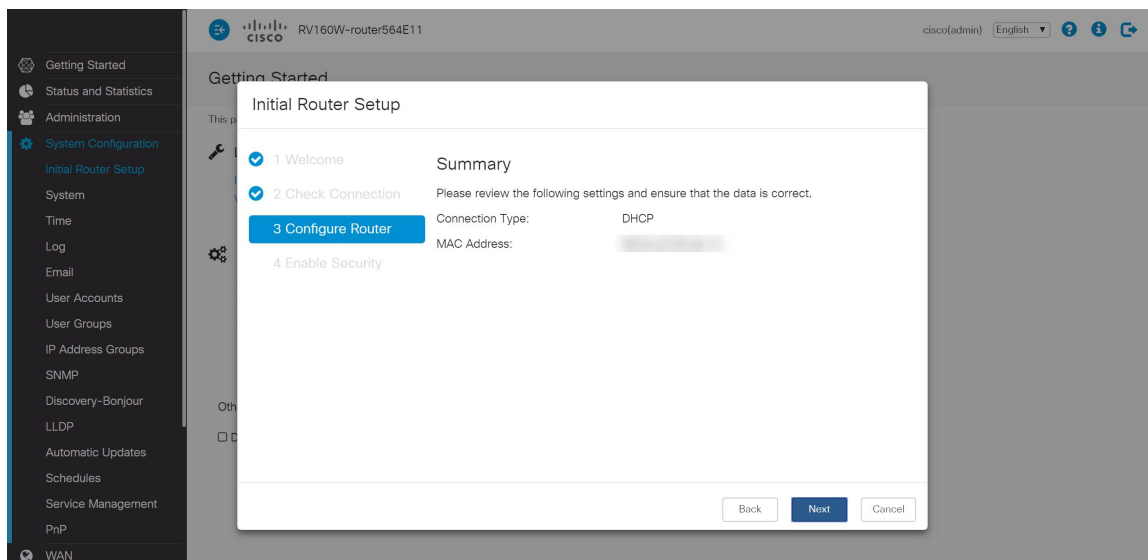 CISCO
RV160W-router564E11
cisco(admin)
English
Getting Started
Status and Statistics
Administration
System Configuration
Initial Router Setup
System
Time
Log
Email
User Accounts
User Groups
IP Address Groups
SNMP
Discovery-Bonjour
LLDP
Automatic Updates
Schedules
Service Management
PnP
WAN
Getting Started
This p
Oth
Initial Router Setup
1 Welcome
2 Check Connection
3 Configure Router
4 Enable Security
Summary
Please review the following settings and ensure that the data is correct.
Connection Type: DHCP
MAC Address:
Back Next Cancel